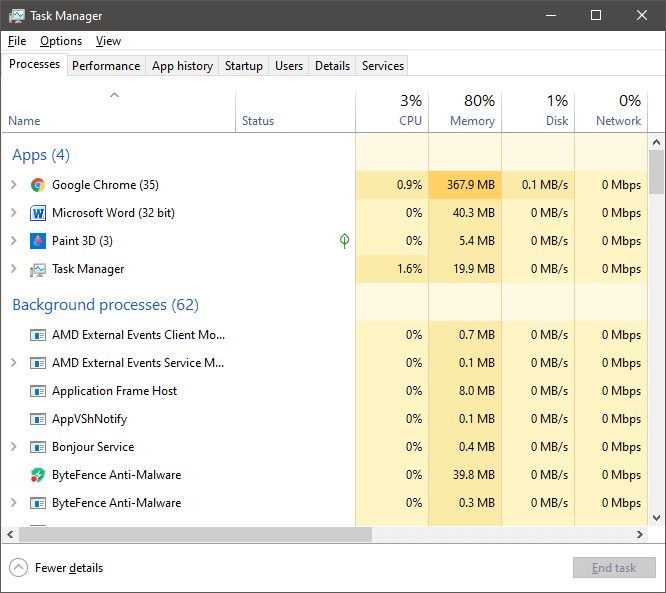 Task Manager
File Options View
Processes Performance App history Startup Users Details Services
3% 80% 1% 0%
Name Status CPU Memory Disk Network
Apps (4)
Google Chrome (35) 0.9% 367.9 MB 0.1 MB/s 0 Mbps
Microsoft Word (32 bit) 0% 40.3 MB 0 MB/s 0 Mbps
Paint 3D (3) 0% 5.4 MB 0 MB/s 0 Mbps
Task Manager 1.6% 19.9 MB 0 MB/s 0 Mbps
Background processes (62)
AMD External Events Client Mo... 0% 0.7 MB 0 MB/s 0 Mbps
AMD External Events Service M... 0% 0.1 MB 0 MB/s 0 Mbps
Application Frame Host 0% 8.0 MB 0 MB/s 0 Mbps
AppVShNotify 0% 0.1 MB 0 MB/s 0 Mbps
Bonjour Service 0% 0.4 MB 0 MB/s 0 Mbps
ByteFence Anti-Malware 0% 39.8 MB 0 MB/s 0 Mbps
ByteFence Anti-Malware 0% 0.3 MB 0 MB/s 0 Mbps
Fewer details End task